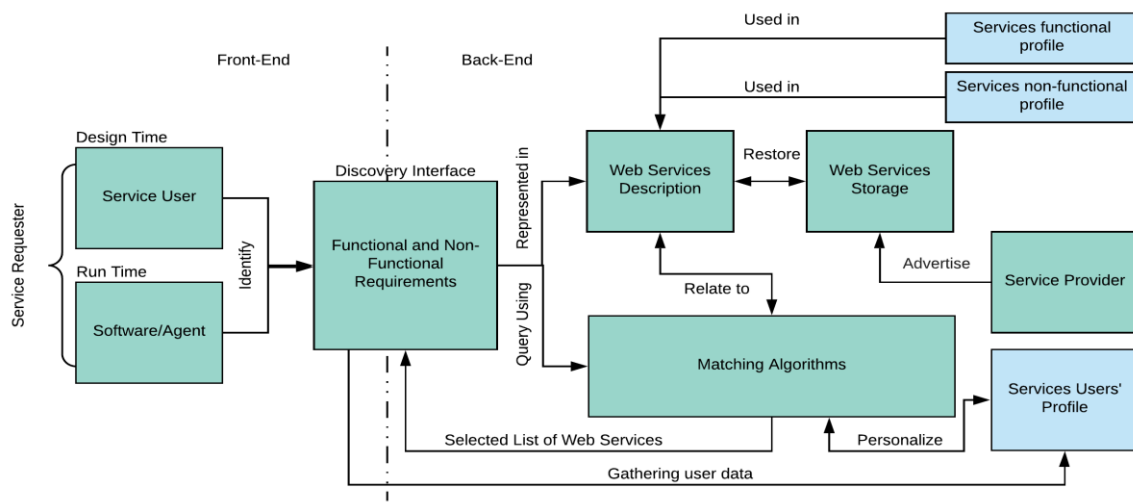 Used in
Services functional
profile
Front-End
Back-End
Used in
Services non-functional
profile
Design Time
Service User
Service Requester
Run Time
Software/Agent
Identify
Discovery Interface
Functional and Non-
Functional
Requirements
Represented in
Query Using
Web Services
Description
Restore
Web Services
Storage
Advertise
Service Provider
Relate to
Matching Algorithms
Services Users'
Profile
Selected List of Web Services
Personalize
Gathering user data